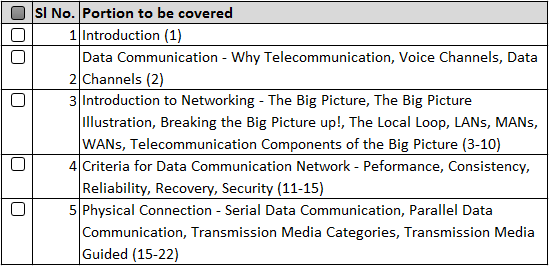 Sl No. Portion to be covered
1 Introduction (1)
Data Communication - Why Telecommunication, Voice Channels, Data
2 Channels (2)
3 Introduction to Networking - The Big Picture, The Big Picture
Illustration, Breaking the Big Picture up!, The Local Loop, LANs, MANs,
WANs, Telecommunication Components of the Big Picture (3-10)
4 Criteria for Data Communication Network - Peformance, Consistency,
Reliability, Recovery, Security (11-15)
5 Physical Connection - Serial Data Communication, Parallel Data
Communication, Transmission Media Categories, Transmission Media
Guided (15-22)